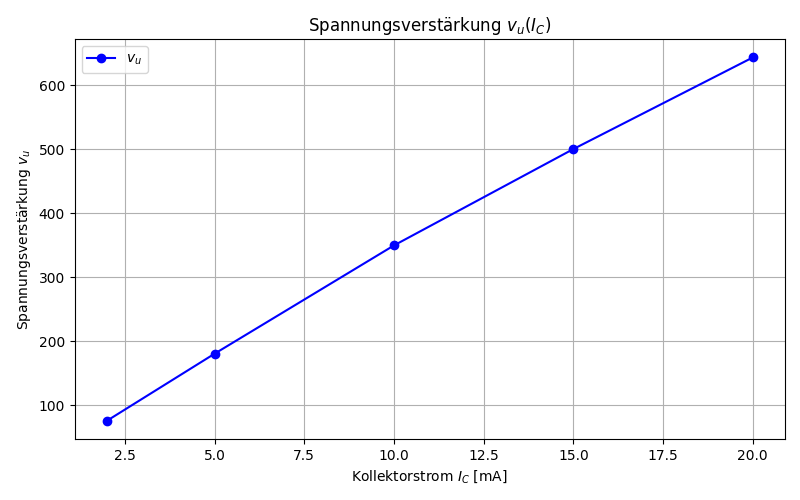 Spannungsverstärkung v_u(I_C)
v_u
600
500
400
300
200
100
Spannungsverstärkung v_u
2.5 5.0 7.5 10.0 12.5 15.0 17.5 20.0
Kollektorstrom I_C [mA]